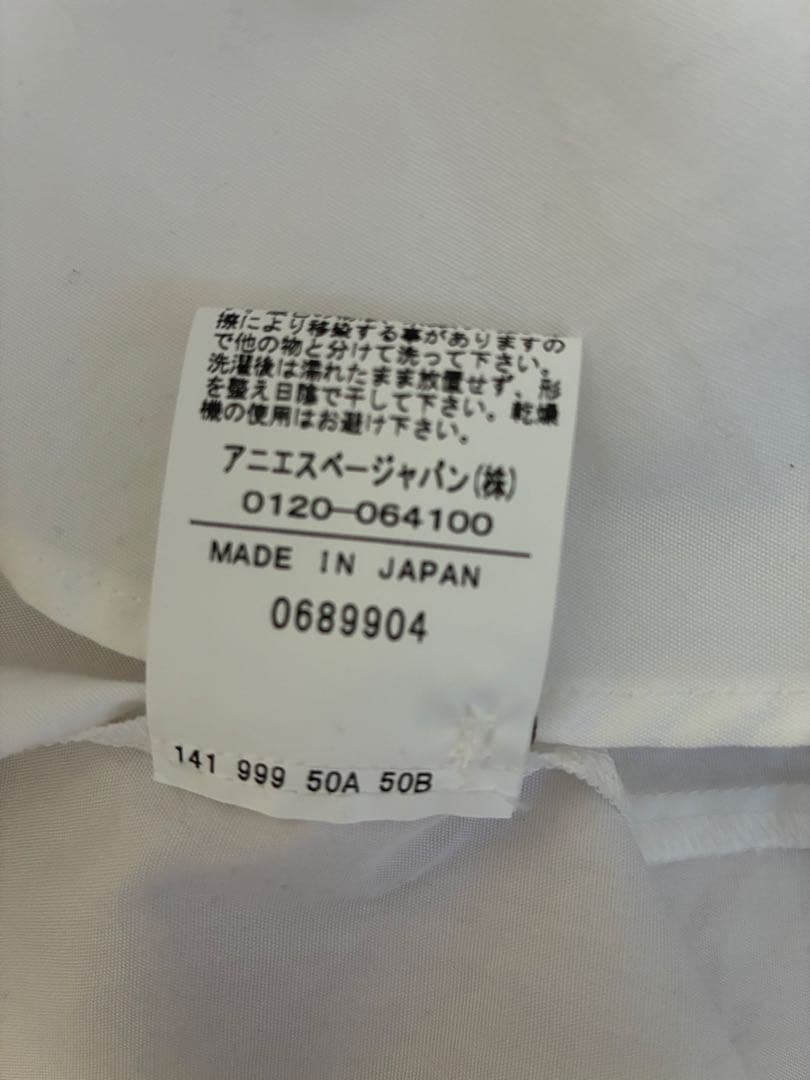 擦により移染する事がありますの
で他の物と分けて洗って下さい。
洗濯後は濡れたまま放置せず、形
を整え日陰で干して下さい。乾燥
機の使用はお避け下さい。
アニエスベージャパン(株)
0120-064100
MADE IN JAPAN
0689904
141 999 50A 50B